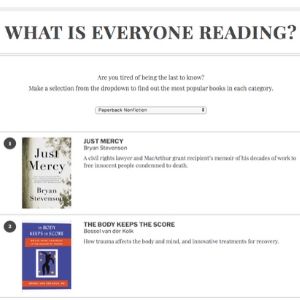 WHAT IS EVERYONE READING?
Are you tired of being the last to know?
Make a selection from the dropdown to find out the most popular books in each category.
Paperback Nonfiction
1
JUST MERCY
Bryan Stevenson
A civil rights lawyer and MacArthur grant recipient's memoir of his decades of work to
free innocent people condemned to death.
Just
Mercy
Bryan
Stevenson
2
THE BODY KEEPS THE SCORE
Bessel van der Kolk
How trauma affects the body and mind, and innovative treatments for recovery.
THE BODY
KEEPS THE SCORE